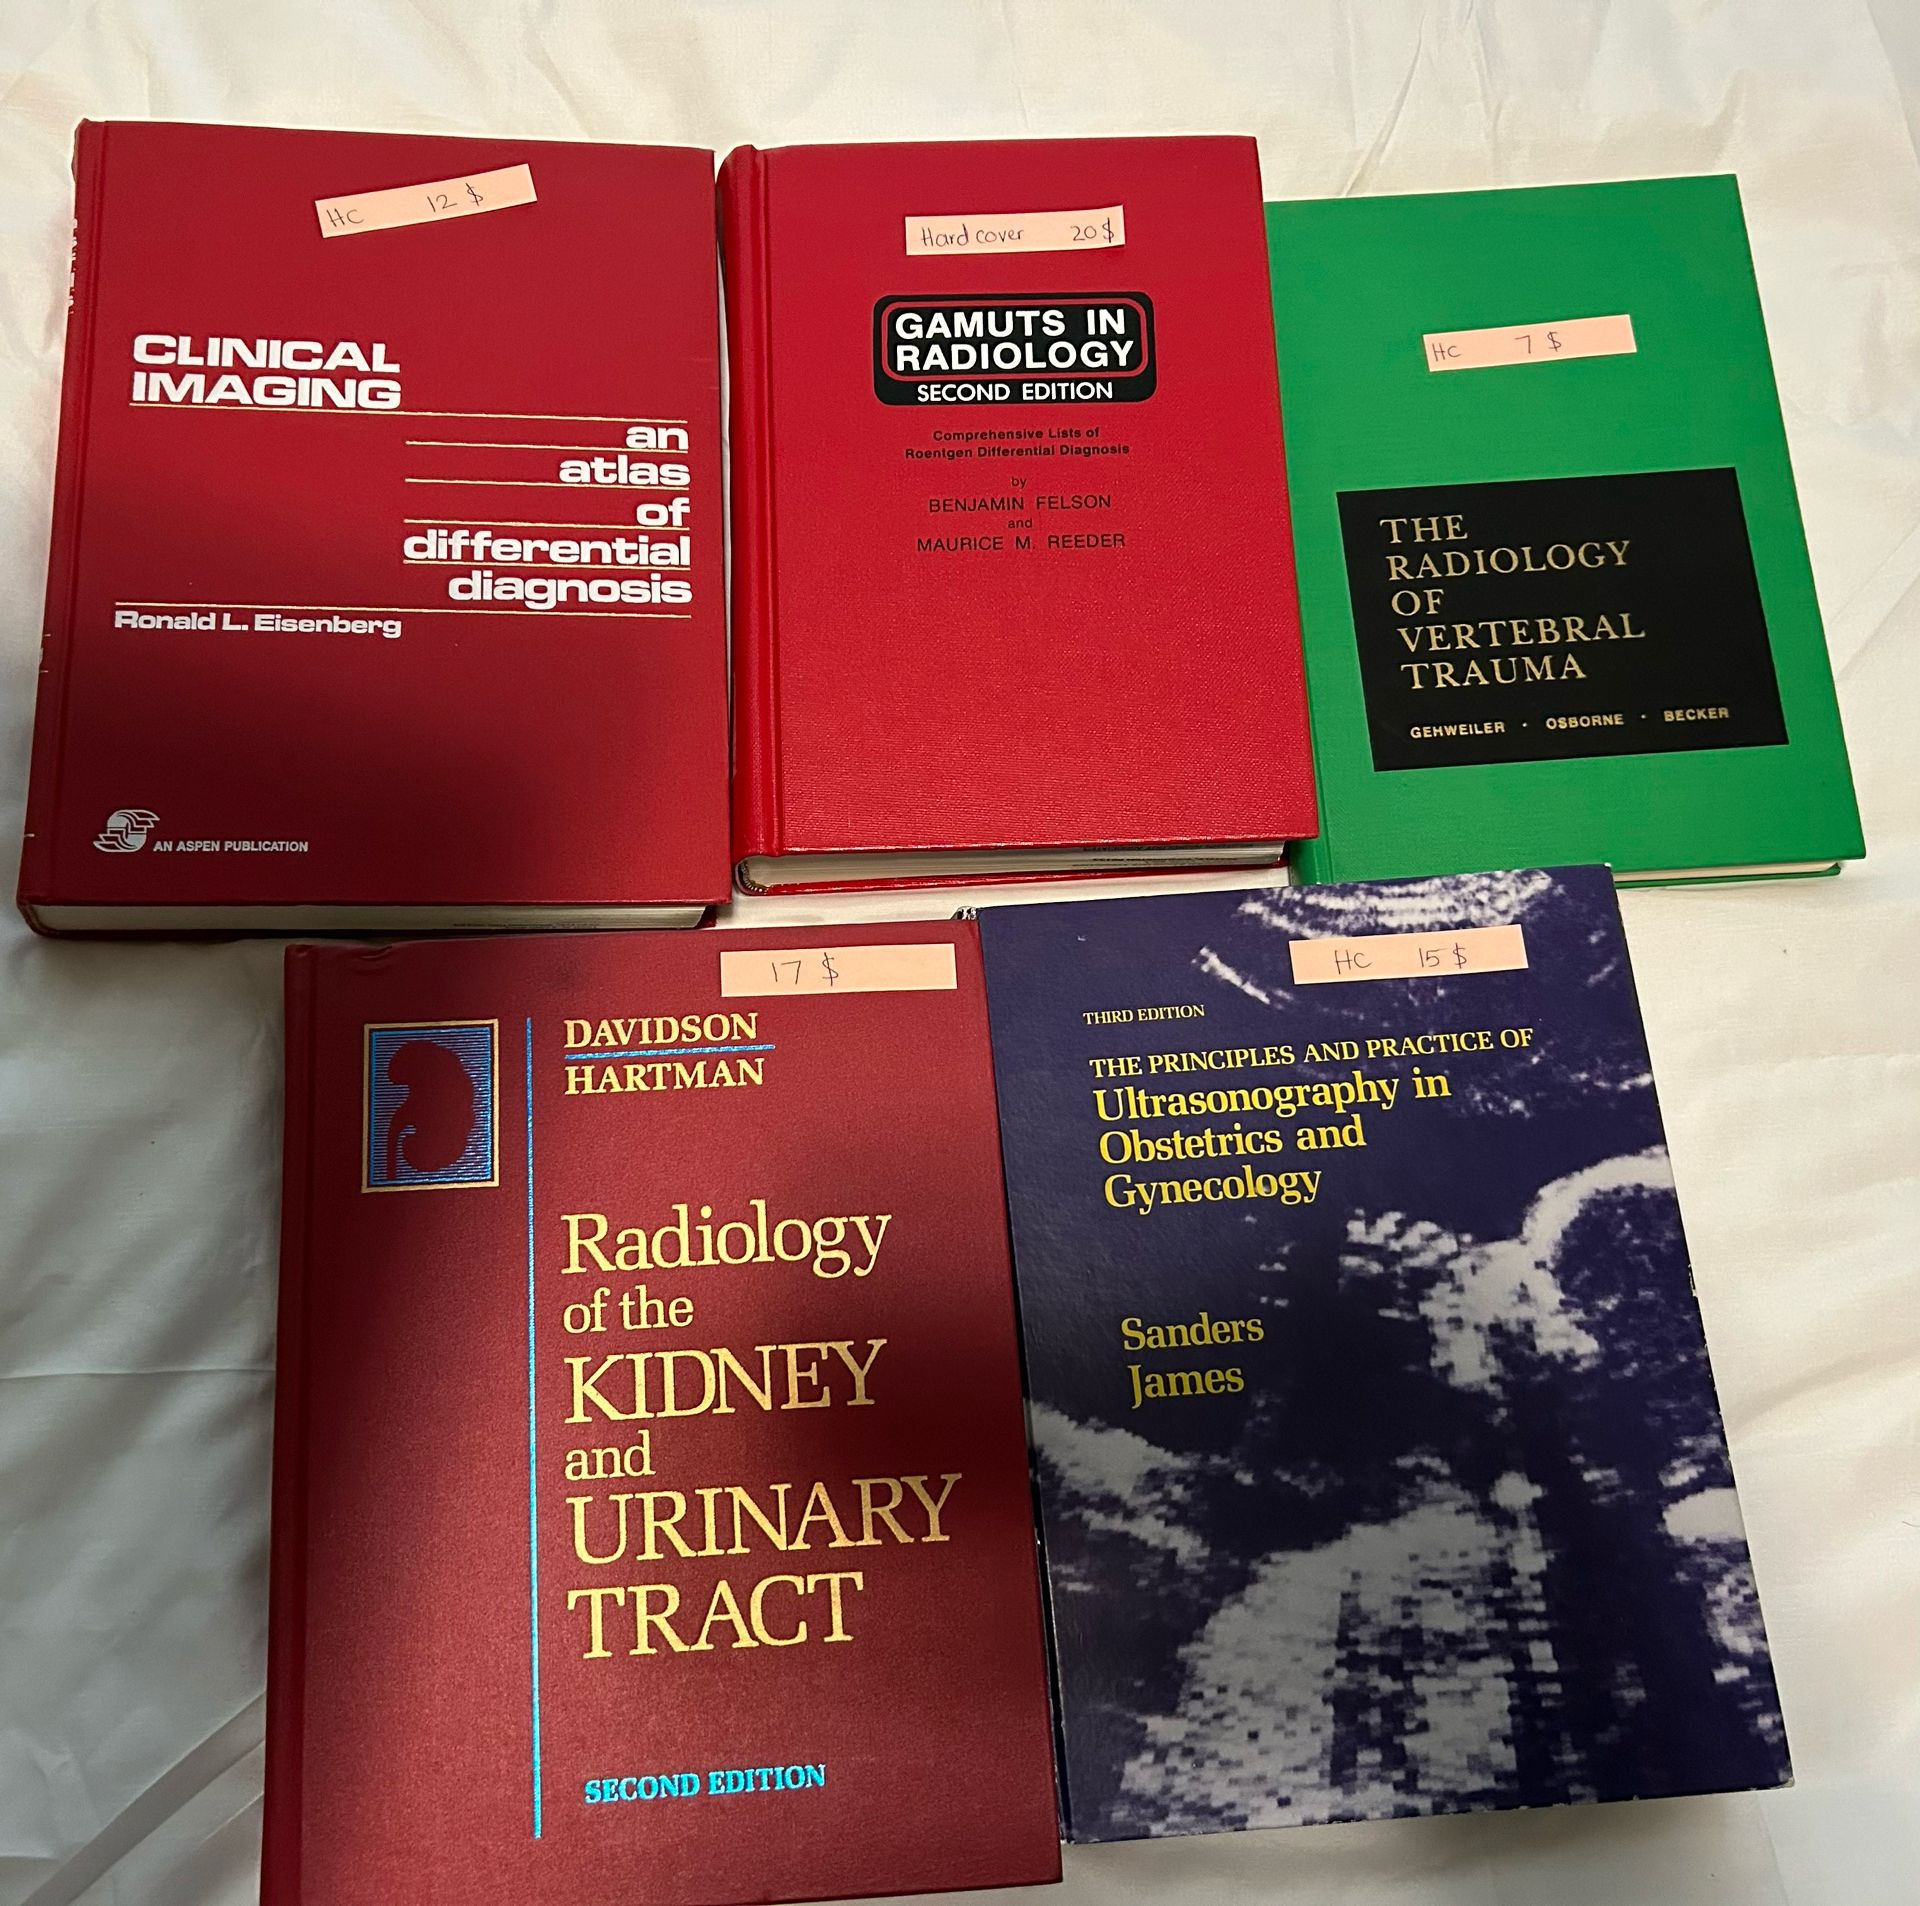 HC 12 $
CLINICAL
IMAGING
an
atlas
of
differential
diagnosis
Ronald L. Eisenberg
AN ASPEN PUBLICATION
Hard cover 20 $
GAMUTS IN
RADIOLOGY
SECOND EDITION
Comprehensive Lists of
Roentgen Differential Diagnosis
by
BENJAMIN FELSON
and
MAURICE M. REEDER
HC 7 $
THE
RADIOLOGY
OF
VERTEBRAL
TRAUMA
GEHWEILER · OSBORNE · BECKER
17 $
DAVIDSON
HARTMAN
Radiology
of the
KIDNEY
and
URINARY
TRACT
SECOND EDITION
HC 15 $
THIRD EDITION
THE PRINCIPLES AND PRACTICE OF
Ultrasonography in
Obstetrics and
Gynecology
Sanders
James